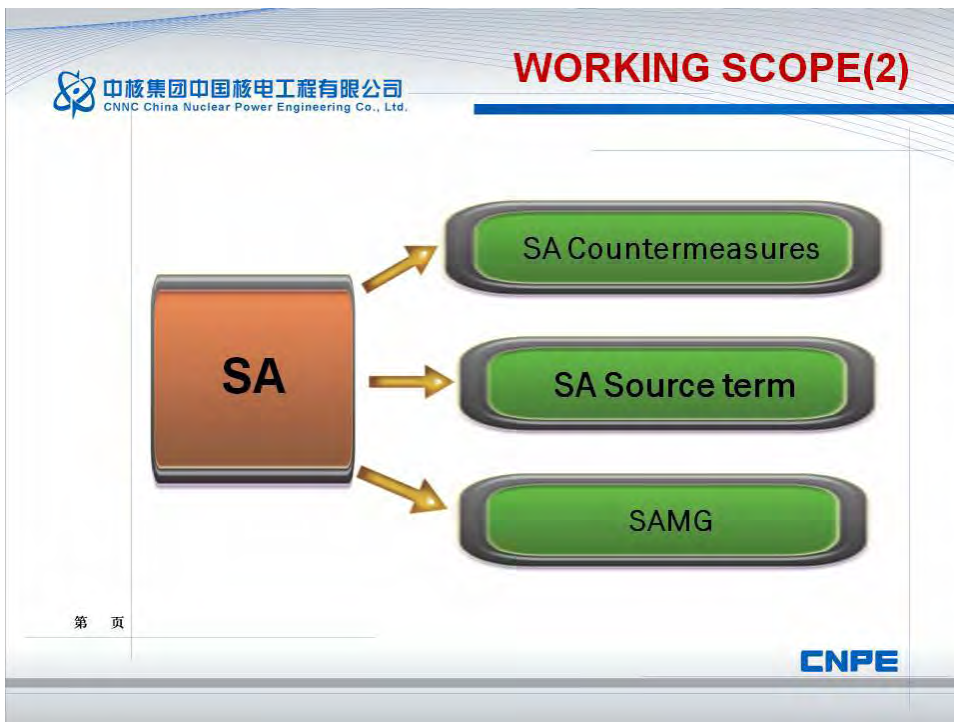 中核集团中国核电工程有限公司
CNNC China Nuclear Power Engineering Co., Ltd.
WORKING SCOPE(2)
SA
SA Countermeasures
SA Source term
SAMG
第 页
CNPE